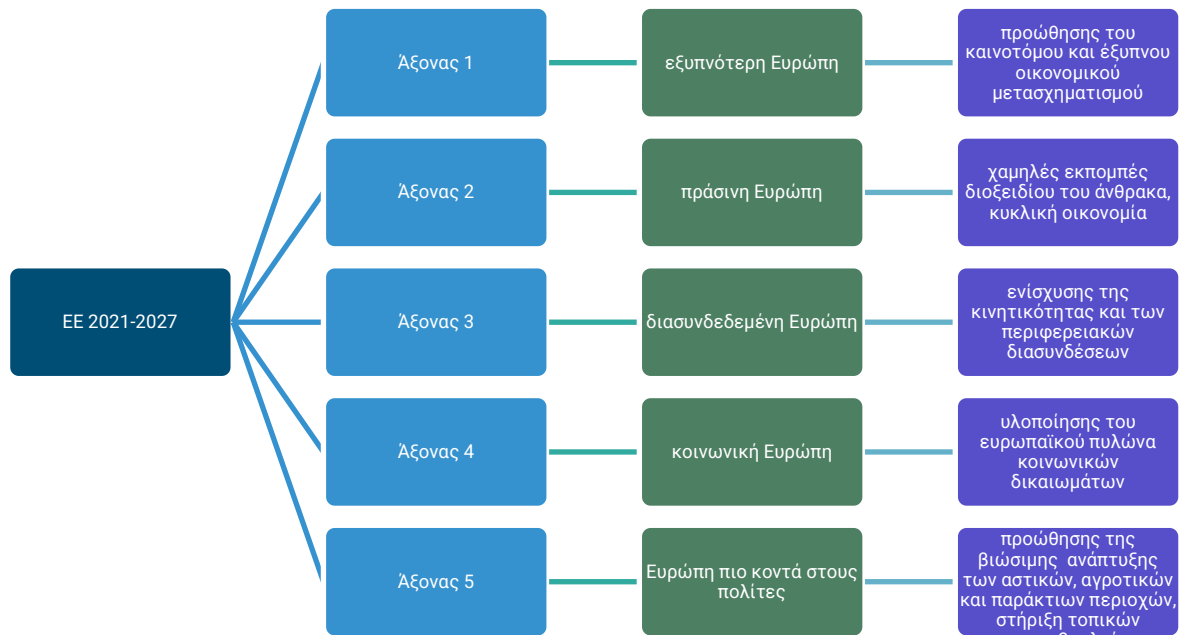 ΕΕ 2021-2027
Άξονας 1
εξυπνότερη Ευρώπη
προώθησης του
καινοτόμου και έξυπνου
οικονομικού
μετασχηματισμού
Άξονας 2
πράσινη Ευρώπη
χαμηλές εκπομπές
διοξειδίου του άνθρακα,
κυκλική οικονομία
Άξονας 3
διασυνδεδεμένη Ευρώπη
ενίσχυσης της
κινητικότητας και των
περιφερειακών
διασυνδέσεων
Άξονας 4
κοινωνική Ευρώπη
υλοποίησης του
ευρωπαϊκού πυλώνα
κοινωνικών
δικαιωμάτων
Άξονας 5
Ευρώπη πιο κοντά στους
πολίτες
προώθησης της
βιώσιμης ανάπτυξης
των αστικών, αγροτικών
και παράκτιων περιοχών,
στήριξη τοπικών